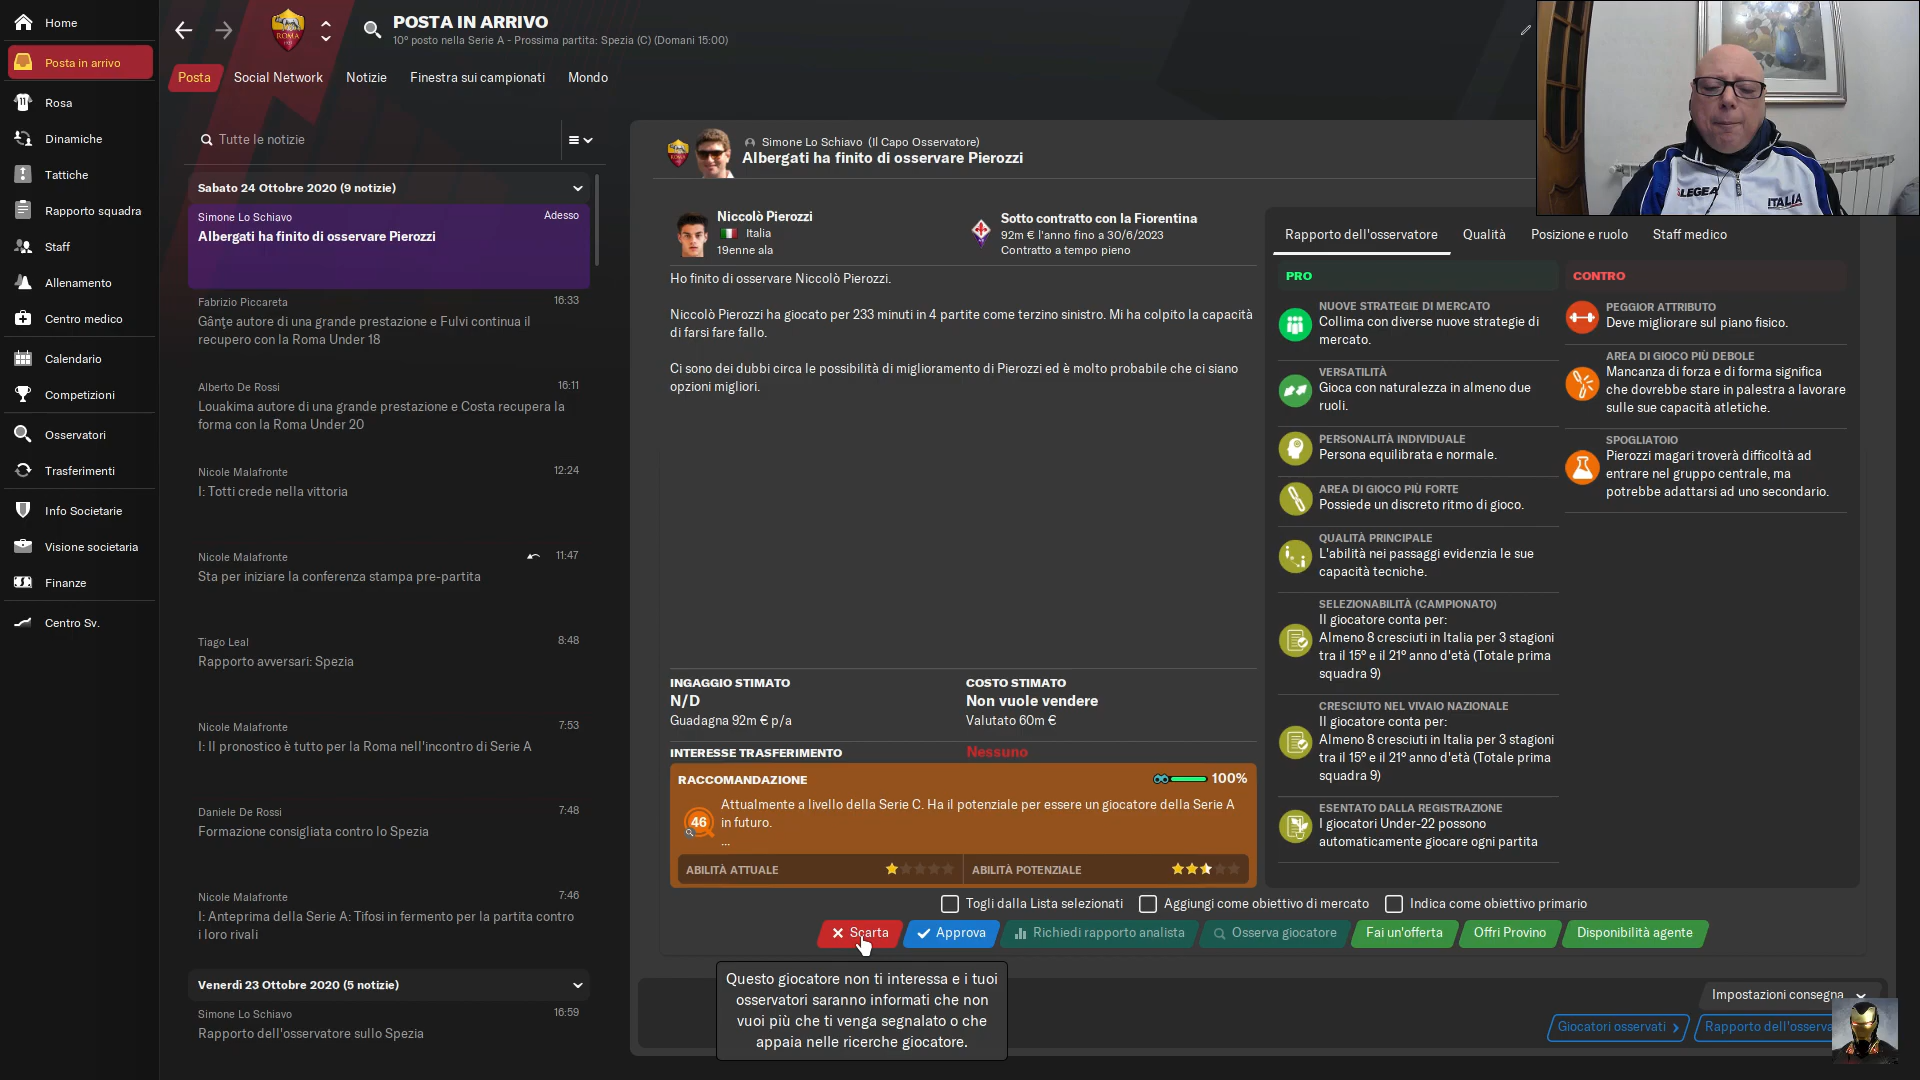 Home
Posta in arrivo
Rosa
Dinamiche
Tattiche
Rapporto squadra
Staff
Allenamento
Centro medico
Calendario
Competizioni
Osservatori
Trasferimenti
Info Societarie
Visione societaria
Finanze
Centro Sv.
POSTA IN ARRIVO
10º posto nella Serie A - Prossima partita: Spezia (C) (Domani 15:00)
Posta
Social Network
Notizie
Finestra sui campionati
Mondo
Tutte le notizie
Sabato 24 Ottobre 2020 (9 notizie)
Simone Lo Schiavo
Adesso
Albergati ha finito di osservare Pierozzi
Fabrizio Piccareta
16:33
Gânţe autore di una grande prestazione e Fulvi continua il
recupero con la Roma Under 18
Alberto De Rossi
16:11
Louakima autore di una grande prestazione e Costa recupera la
forma con la Roma Under 20
Nicole Malafronte
12:24
I: Totti crede nella vittoria
Nicole Malafronte
11:47
Sta per iniziare la conferenza stampa pre-partita
Tiago Leal
8:48
Rapporto avversari: Spezia
Nicole Malafronte
7:53
I: Il pronostico è tutto per la Roma nell'incontro di Serie A
Daniele De Rossi
7:48
Formazione consigliata contro lo Spezia
Nicole Malafronte
7:46
I: Anteprima della Serie A: Tifosi in fermento per la partita contro
i loro rivali
Venerdì 23 Ottobre 2020 (5 notizie)
Simone Lo Schiavo
16:59
Rapporto dell'osservatore sullo Spezia
Simone Lo Schiavo (Il Capo Osservatore)
Albergati ha finito di osservare Pierozzi
Niccolò Pierozzi
Italia
19enne ala
Sotto contratto con la Fiorentina
92m € l'anno fino a 30/6/2023
Contratto a tempo pieno
Ho finito di osservare Niccolò Pierozzi.
Niccolò Pierozzi ha giocato per 233 minuti in 4 partite come terzino sinistro. Mi ha colpito la capacità
di farsi fare fallo.
Ci sono dei dubbi circa le possibilità di miglioramento di Pierozzi ed è molto probabile che ci siano
opzioni migliori.
INGAGGIO STIMATO
N/D
Guadagna 92m € p/a
COSTO STIMATO
Non vuole vendere
Valutato 60m €
INTERESSE TRASFERIMENTO
Nessuno
RACCOMANDAZIONE
100%
46
Attualmente a livello della Serie C. Ha il potenziale per essere un giocatore della Serie A
in futuro.
...
ABILITÀ ATTUALE
ABILITÀ POTENZIALE
Rapporto dell'osservatore
Qualità
Posizione e ruolo
Staff medico
PRO
NUOVE STRATEGIE DI MERCATO
Collima con diverse nuove strategie di
mercato.
VERSATILITÀ
Gioca con naturalezza in almeno due
ruoli.
PERSONALITÀ INDIVIDUALE
Persona equilibrata e normale.
AREA DI GIOCO PIÙ FORTE
Possiede un discreto ritmo di gioco.
QUALITÀ PRINCIPALE
L'abilità nei passaggi evidenzia le sue
capacità tecniche.
SELEZIONABILITÀ (CAMPIONATO)
Il giocatore conta per:
Almeno 8 cresciuti in Italia per 3 stagioni
tra il 15º e il 21º anno d'età (Totale prima
squadra 9)
CRESCIUTO NEL VIVAIO NAZIONALE
Il giocatore conta per:
Almeno 8 cresciuti in Italia per 3 stagioni
tra il 15º e il 21º anno d'età (Totale prima
squadra 9)
ESENTATO DALLA REGISTRAZIONE
I giocatori Under-22 possono
automaticamente giocare ogni partita
CONTRO
PEGGIOR ATTRIBUTO
Deve migliorare sul piano fisico.
AREA DI GIOCO PIÙ DEBOLE
Mancanza di forza e di forma significa
che dovrebbe stare in palestra a lavorare
sulle sue capacità atletiche.
SPOGLIATOIO
Pierozzi magari troverà difficoltà ad
entrare nel gruppo centrale, ma
potrebbe adattarsi ad uno secondario.
Togli dalla Lista selezionati
Aggiungi come obiettivo di mercato
Indica come obiettivo primario
Scarta
Approva
Richiedi rapporto analista
Osserva giocatore
Fai un'offerta
Offri Provino
Disponibilità agente
Questo giocatore non ti interessa e i tuoi
osservatori saranno informati che non
vuoi più che ti venga segnalato o che
appaia nelle ricerche giocatore.
Impostazioni consegna
Giocatori osservati
Rapporto dell'osserva
LEGEA
ITALIA
ROMA